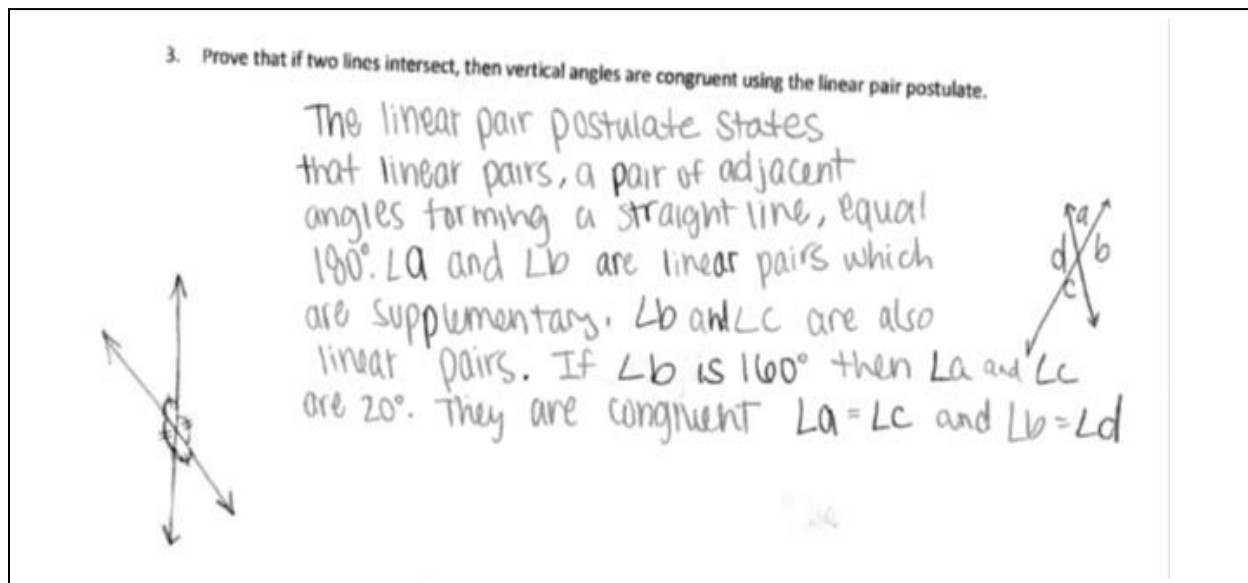 3. Prove that if two lines intersect, then vertical angles are congruent using the linear pair postulate.
The linear pair postulate states
that linear pairs, a pair of adjacent
angles forming a straight line, equal
180°. ∠a and ∠b are linear pairs which
are supplementary. ∠b and ∠c are also
linear pairs. If ∠b is 160° then ∠a and ∠c
are 20°. They are congruent ∠a = ∠c and ∠b = ∠d
a
d b
c